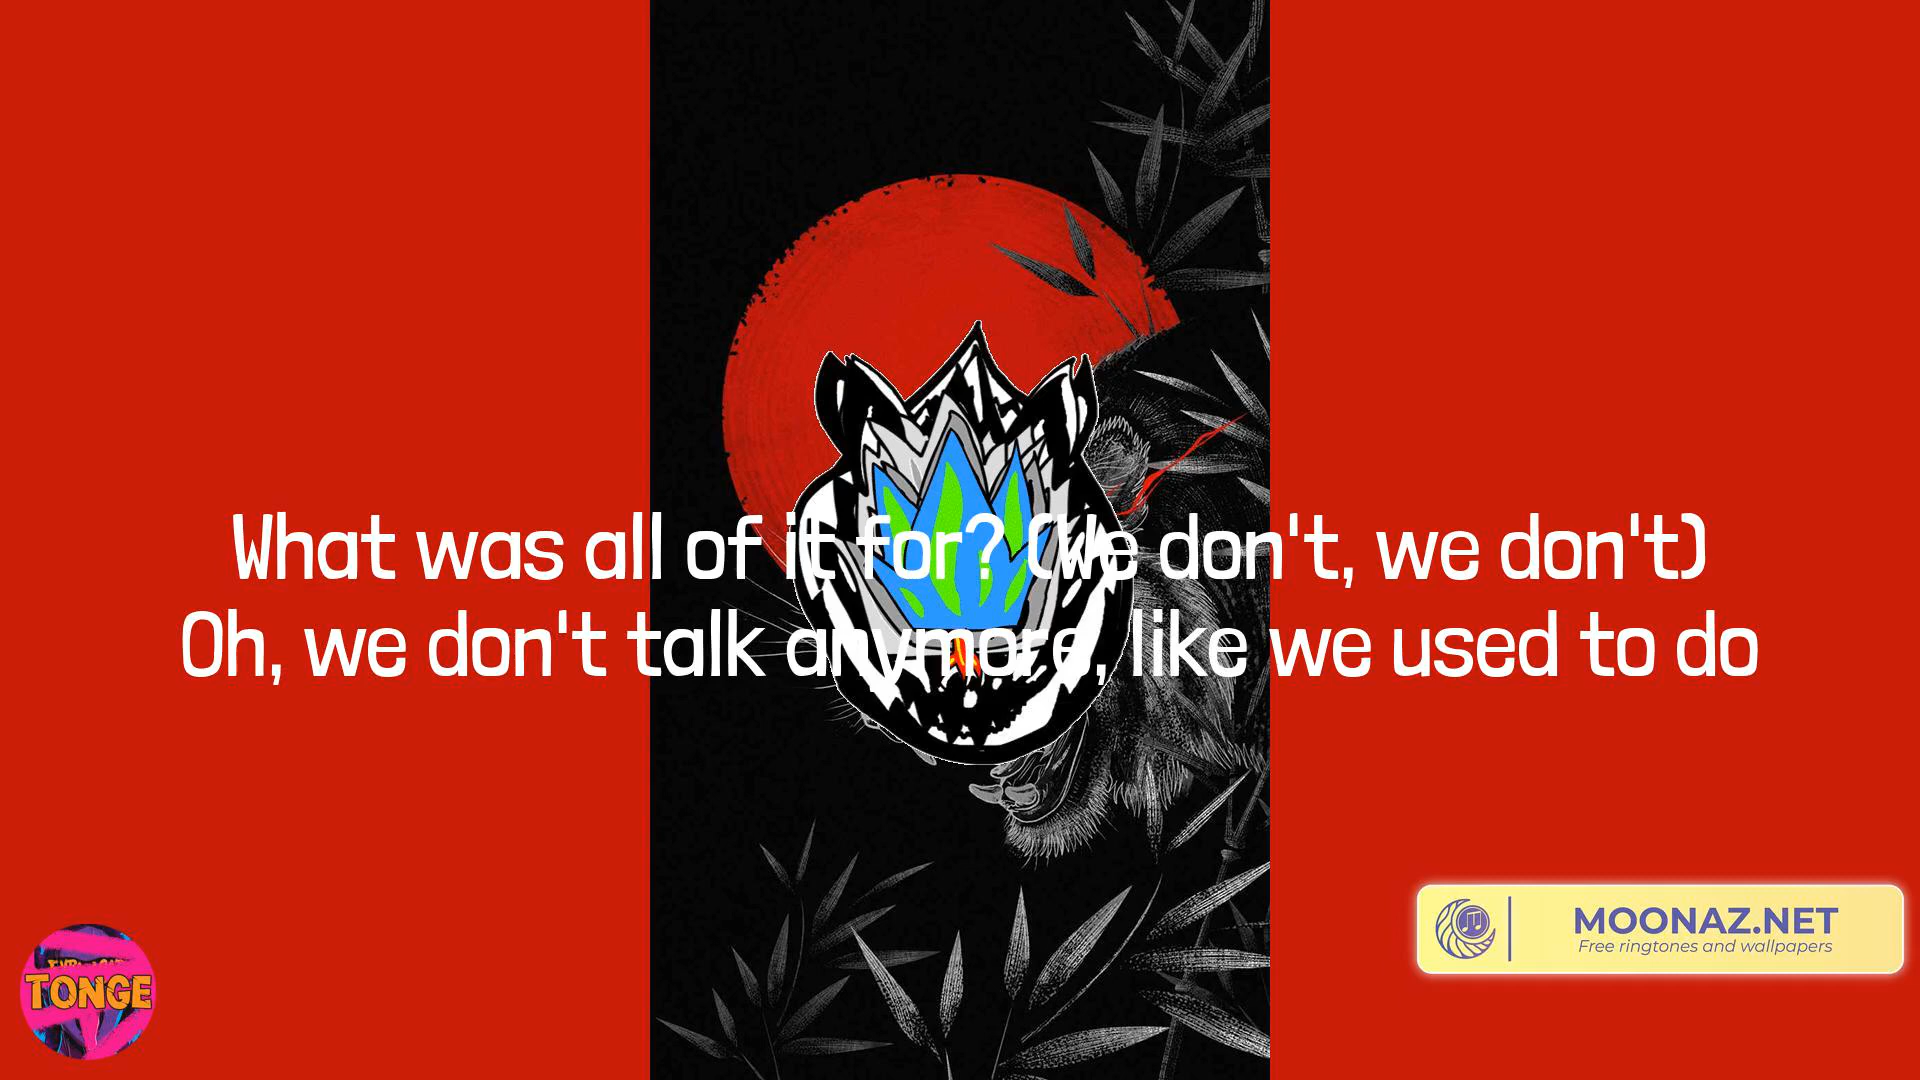 What was all of it for? (We don't, we don't)
Oh, we don't talk anymore, like we used to do
TONGE
MOONAZ.NET
Free ringtones and wallpapers